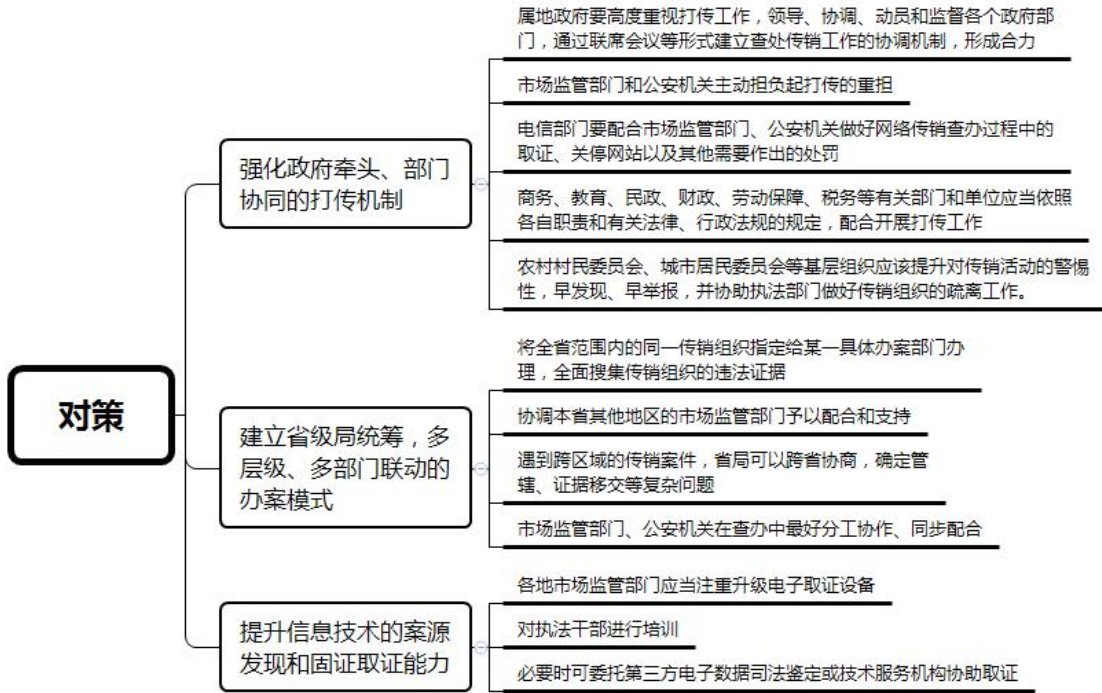 对策
强化政府牵头、部门
协同的打传机制
属地政府要高度重视打传工作，领导、协调、动员和监督各个政府部
门，通过联席会议等形式建立查处传销工作的协调机制，形成合力
市场监管部门和公安机关主动担负起打传的重担
电信部门要配合市场监管部门、公安机关做好网络传销查办过程中的
取证、关停网站以及其他需要作出的处罚
商务、教育、民政、财政、劳动保障、税务等有关部门和单位应当依照
各自职责和有关法律、行政法规的规定，配合开展打传工作
农村村民委员会、城市居民委员会等基层组织应该提升对传销活动的警惕
性，早发现、早举报，并协助执法部门做好传销组织的疏离工作。
建立省级局统筹，多
层级、多部门联动的
办案模式
将全省范围内的同一传销组织指定给某一具体办案部门办
理，全面搜集传销组织的违法证据
协调本省其他地区的市场监管部门予以配合和支持
遇到跨区域的传销案件，省局可以跨省协商，确定管
辖、证据移交等复杂问题
市场监管部门、公安机关在查办中最好分工协作、同步配合
提升信息技术的案源
发现和固证取证能力
各地市场监管部门应当注重升级电子取证设备
对执法干部进行培训
必要时可委托第三方电子数据司法鉴定或技术服务机构协助取证